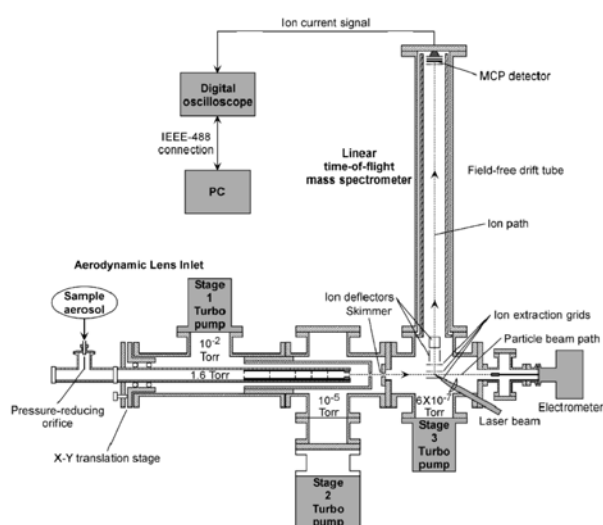 Ion current signal
MCP detector
Digital
oscilloscope
IEEE-488
connection
PC
Linear
time-of-flight
mass spectrometer
Field-free drift tube
Ion path
Aerodynamic Lens Inlet
Sample
aerosol
Stage
1
Turbo
pump
Ion deflectors
Skimmer
Ion extraction grids
Particle beam path
10-2
Torr
1.6 Torr
10-5
Torr
6X10-7
Torr
Electrometer
Laser beam
Pressure-reducing
orifice
X-Y translation stage
Stage
2
Turbo
pump
Stage
3
Turbo
pump